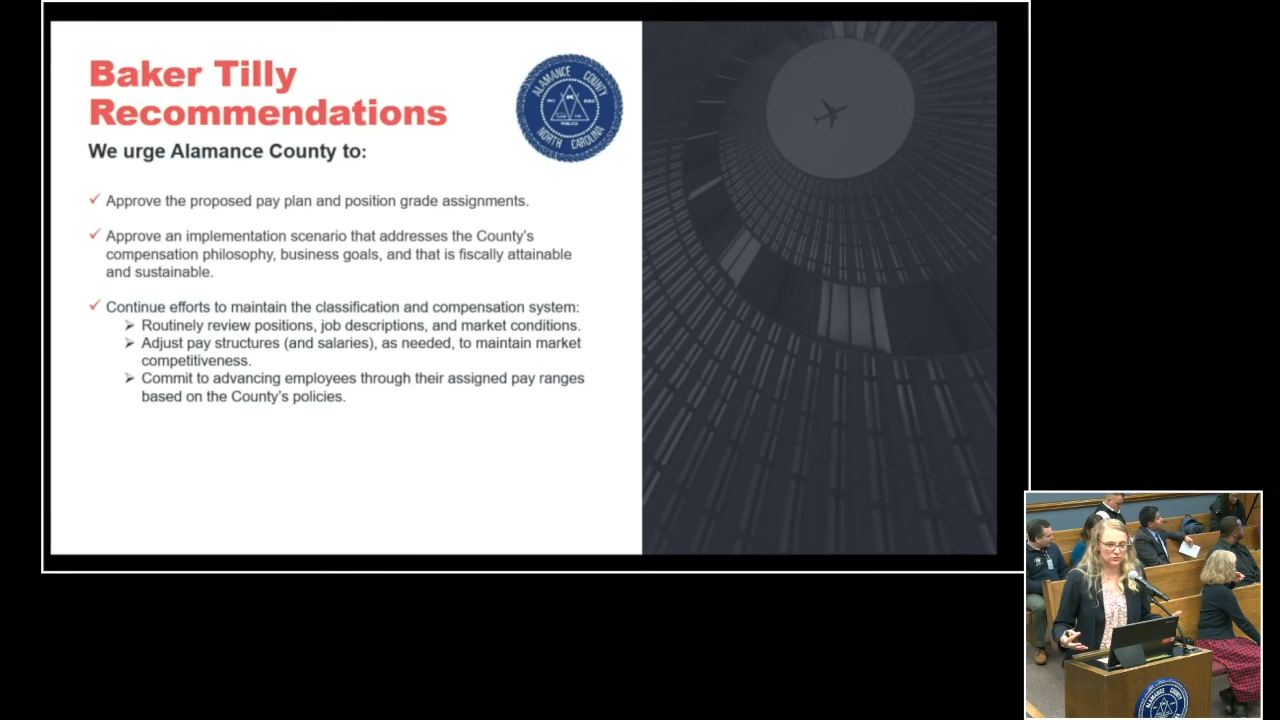 Baker Tilly
Recommendations
We urge Alamance County to:
ALAMANCE COUNTY
NORTH CAROLINA
✓ Approve the proposed pay plan and position grade assignments.
✓ Approve an implementation scenario that addresses the County's
compensation philosophy, business goals, and that is fiscally attainable
and sustainable.
✓ Continue efforts to maintain the classification and compensation system:
➢ Routinely review positions, job descriptions, and market conditions.
➢ Adjust pay structures (and salaries), as needed, to maintain market
competitiveness.
➢ Commit to advancing employees through their assigned pay ranges
based on the County's policies.
ALAMANCE COUNTY